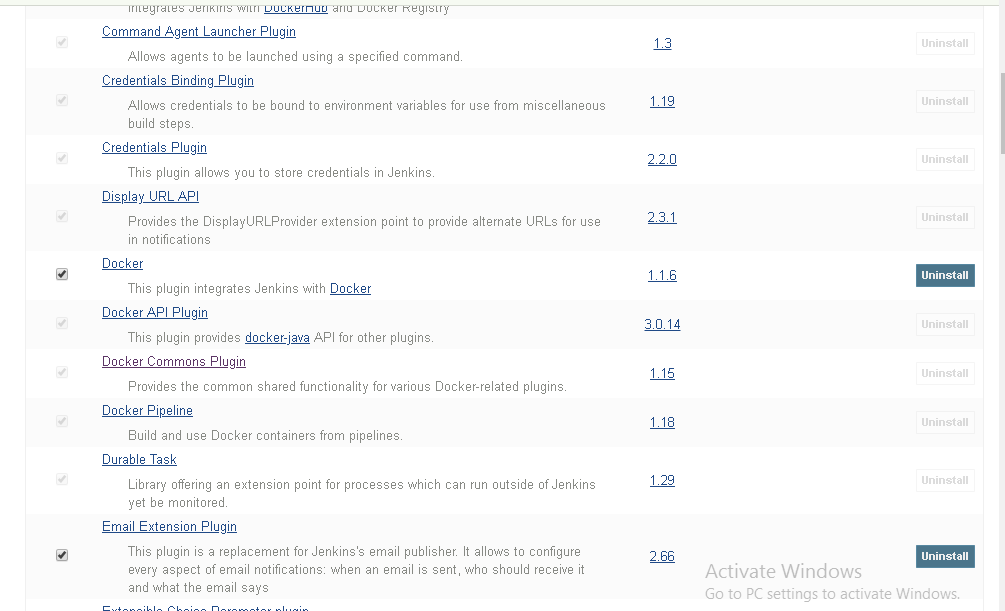 integrates Jenkins with DockerHub and Docker Registry
Command Agent Launcher Plugin
Allows agents to be launched using a specified command.
1.3
Uninstall
Credentials Binding Plugin
Allows credentials to be bound to environment variables for use from miscellaneous
build steps.
1.19
Uninstall
Credentials Plugin
This plugin allows you to store credentials in Jenkins.
2.2.0
Uninstall
Display URL API
Provides the DisplayURLProvider extension point to provide alternate URLs for use
in notifications
2.3.1
Uninstall
Docker
This plugin integrates Jenkins with Docker
1.1.6
Uninstall
Docker API Plugin
This plugin provides docker-java API for other plugins.
3.0.14
Uninstall
Docker Commons Plugin
Provides the common shared functionality for various Docker-related plugins.
1.15
Uninstall
Docker Pipeline
Build and use Docker containers from pipelines.
1.18
Uninstall
Durable Task
Library offering an extension point for processes which can run outside of Jenkins
yet be monitored.
1.29
Uninstall
Email Extension Plugin
This plugin is a replacement for Jenkins's email publisher. It allows to configure
every aspect of email notifications: when an email is sent, who should receive it
and what the email says
2.66
Uninstall
Activate Windows
Go to PC settings to activate Windows.
Extensible Choice Parameter plugin